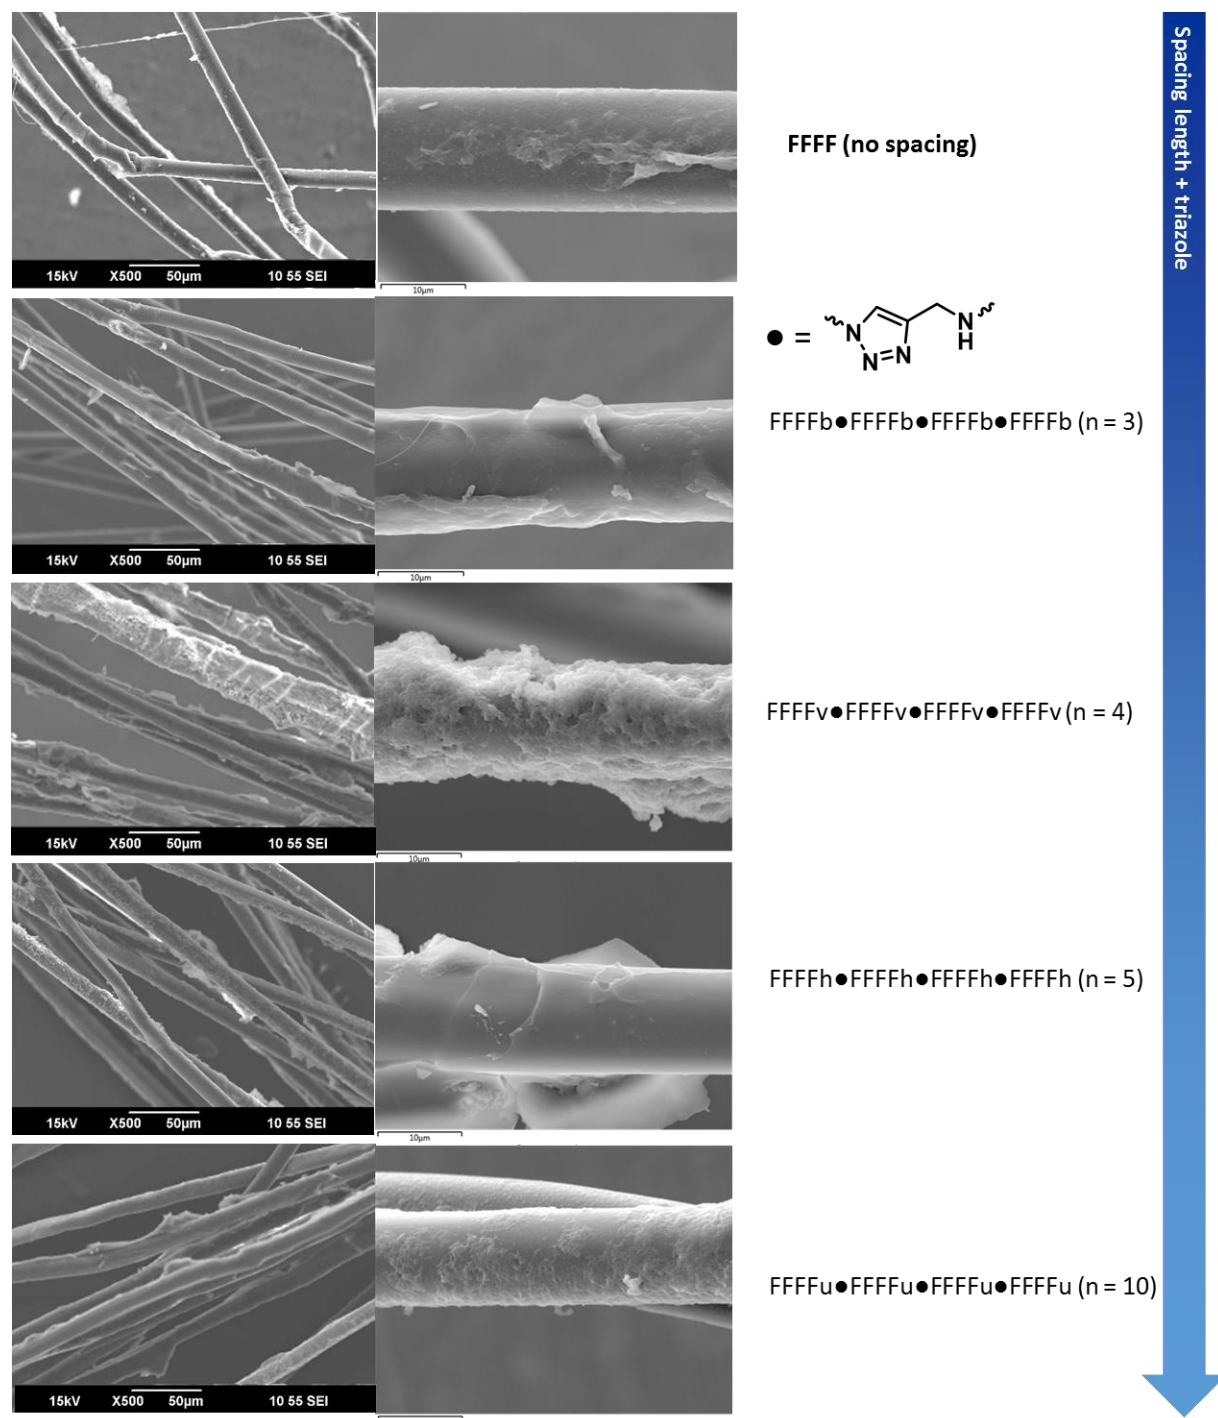 15kV X500 50μm 10 55 SEI
10μm
FFFF (no spacing)
Spacing length + triazole
● = N N=N N H
15kV X500 50μm 10 55 SEI
10μm
FFFFb●FFFFb●FFFFb●FFFFb (n = 3)
15kV X500 50μm 10 55 SEI
10μm
FFFFv●FFFFv●FFFFv●FFFFv (n = 4)
15kV X500 50μm 10 55 SEI
10μm
FFFFh●FFFFh●FFFFh●FFFFh (n = 5)
15kV X500 50μm 10 55 SEI
FFFFu●FFFFu●FFFFu●FFFFu (n = 10)